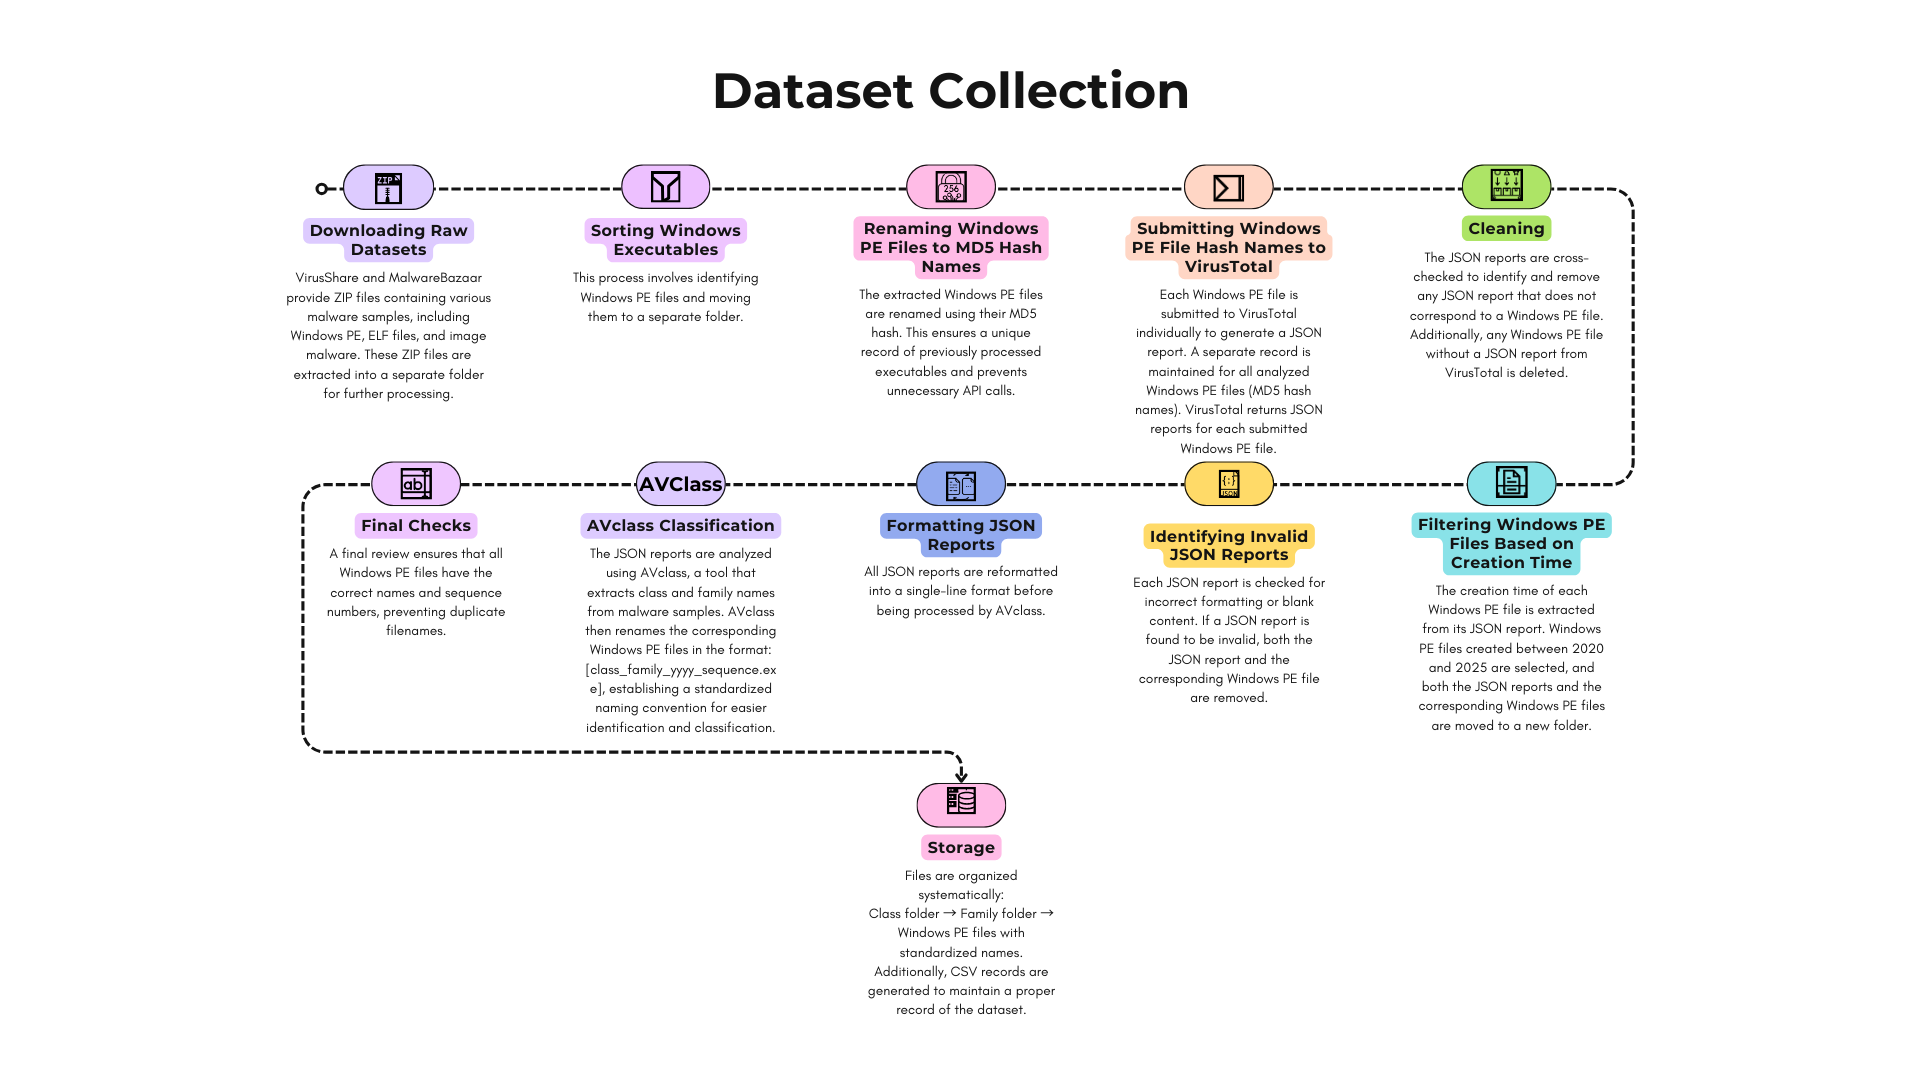 Dataset Collection
ZIP
Downloading Raw
Datasets
VirusShare and MalwareBazaar
provide ZIP files containing various
malware samples, including
Windows PE, ELF files, and image
malware. These ZIP files are
extracted into a separate folder
for further processing.
Sorting Windows
Executables
This process involves identifying
Windows PE files and moving
them to a separate folder.
256
Renaming Windows
PE Files to MD5 Hash
Names
The extracted Windows PE files
are renamed using their MD5
hash. This ensures a unique
record of previously processed
executables and prevents
unnecessary API calls.
Submitting Windows
PE File Hash Names to
VirusTotal
Each Windows PE file is
submitted to VirusTotal
individually to generate a JSON
report. A separate record is
maintained for all analyzed
Windows PE files (MD5 hash
names). VirusTotal returns JSON
reports for each submitted
Windows PE file.
Cleaning
The JSON reports are cross-
checked to identify and remove
any JSON report that does not
correspond to a Windows PE file.
Additionally, any Windows PE file
without a JSON report from
VirusTotal is deleted.
Filtering Windows PE
Files Based on
Creation Time
The creation time of each
Windows PE file is extracted
from its JSON report. Windows
PE files created between 2020
and 2025 are selected, and
both the JSON reports and the
corresponding Windows PE files
are moved to a new folder.
{:}
JSON
Identifying Invalid
JSON Reports
Each JSON report is checked for
incorrect formatting or blank
content. If a JSON report is
found to be invalid, both the
JSON report and the
corresponding Windows PE file
are removed.
Formatting JSON
Reports
All JSON reports are reformatted
into a single-line format before
being processed by AVclass.
AVClass
AVclass Classification
The JSON reports are analyzed
using AVclass, a tool that
extracts class and family names
from malware samples. AVclass
then renames the corresponding
Windows PE files in the format:
[class_family_yyyy_sequence.ex
e], establishing a standardized
naming convention for easier
identification and classification.
ab
Final Checks
A final review ensures that all
Windows PE files have the
correct names and sequence
numbers, preventing duplicate
filenames.
Storage
Files are organized
systematically:
Class folder → Family folder →
Windows PE files with
standardized names.
Additionally, CSV records are
generated to maintain a proper
record of the dataset.